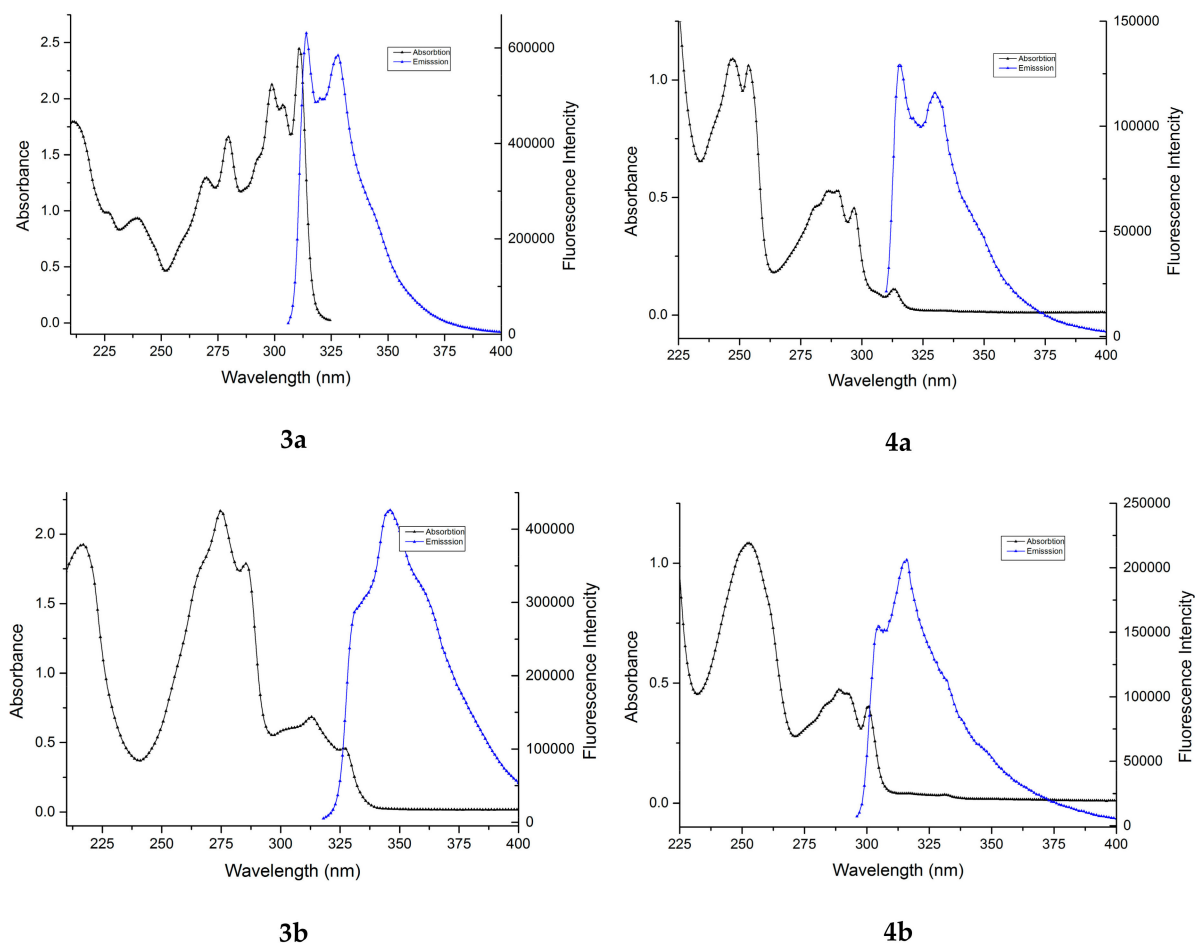 2.5
2.0
1.5
1.0
0.5
0.0
Absorbance
600000
400000
200000
0
Fluorescence Intencity
Absorbtion
Emisssion
225 250 275 300 325 350 375 400
Wavelength (nm)
3a
1.0
0.5
0.0
Absorbance
150000
100000
50000
0
Fluorescence Intencity
Absorbtion
Emisssion
225 250 275 300 325 350 375 400
Wavelength (nm)
4a
2.0
1.5
1.0
0.5
0.0
Absorbance
400000
300000
200000
100000
0
Fluorescence Intencity
Absorbtion
Emisssion
225 250 275 300 325 350 375 400
Wavelength (nm)
3b
1.0
0.5
0.0
Absorbance
250000
200000
150000
100000
50000
0
Fluorescence Intencity
Absorbtion
Emisssion
225 250 275 300 325 350 375 400
Wavelength (nm)
4b